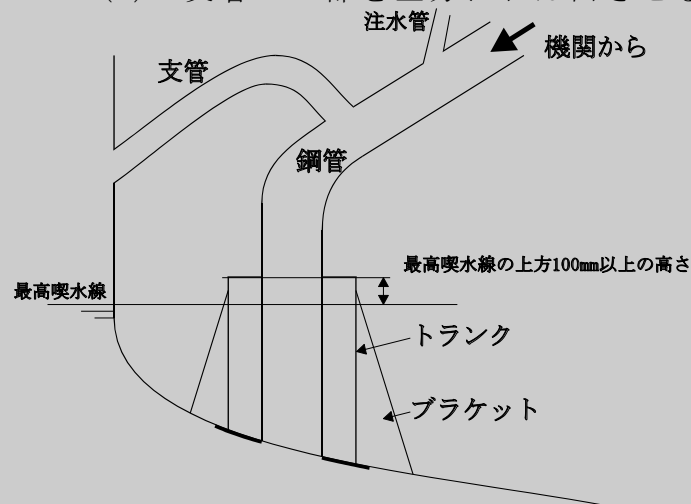 注水管
機関から
支管
鋼管
最高喫水線の上方100mm以上の高さ
最高喫水線
トランク
ブラケット